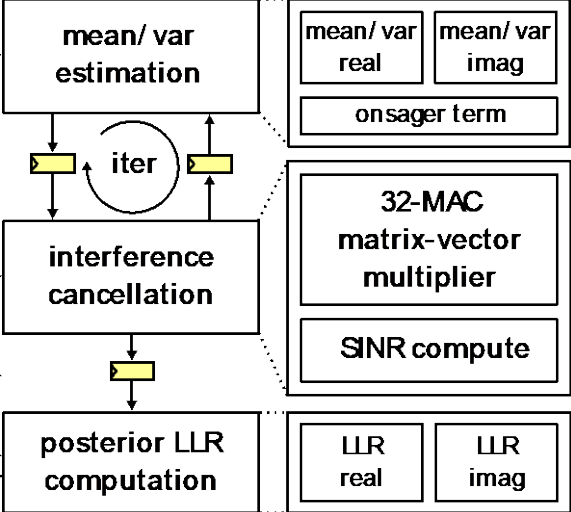 mean/ var
estimation
iter
interference
cancellation
posterior LLR
computation
mean/ var
real
mean/ var
imag
onsager term
32-MAC
matrix-vector
multiplier
SINR compute
LLR
real
LLR
imag